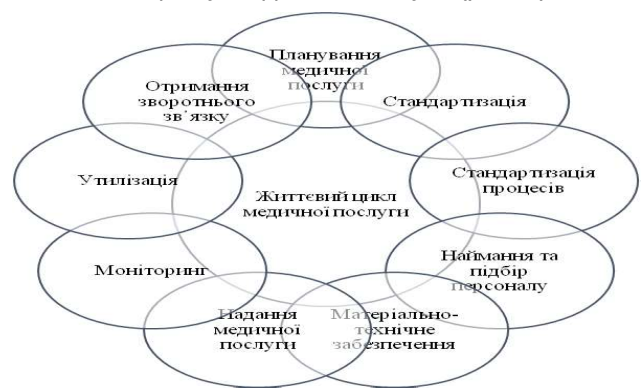 Планування
медичної
послуги
Стандартизація
Стандартизація
процесів
Наймання та
підбір
персоналу
Матеріально-
технічне
забезпечення
Надання
медичної
послуги
Моніторинг
Утилізація
Отримання
зворотнього
зв’язку
Життєвий цикл
медичної послуги